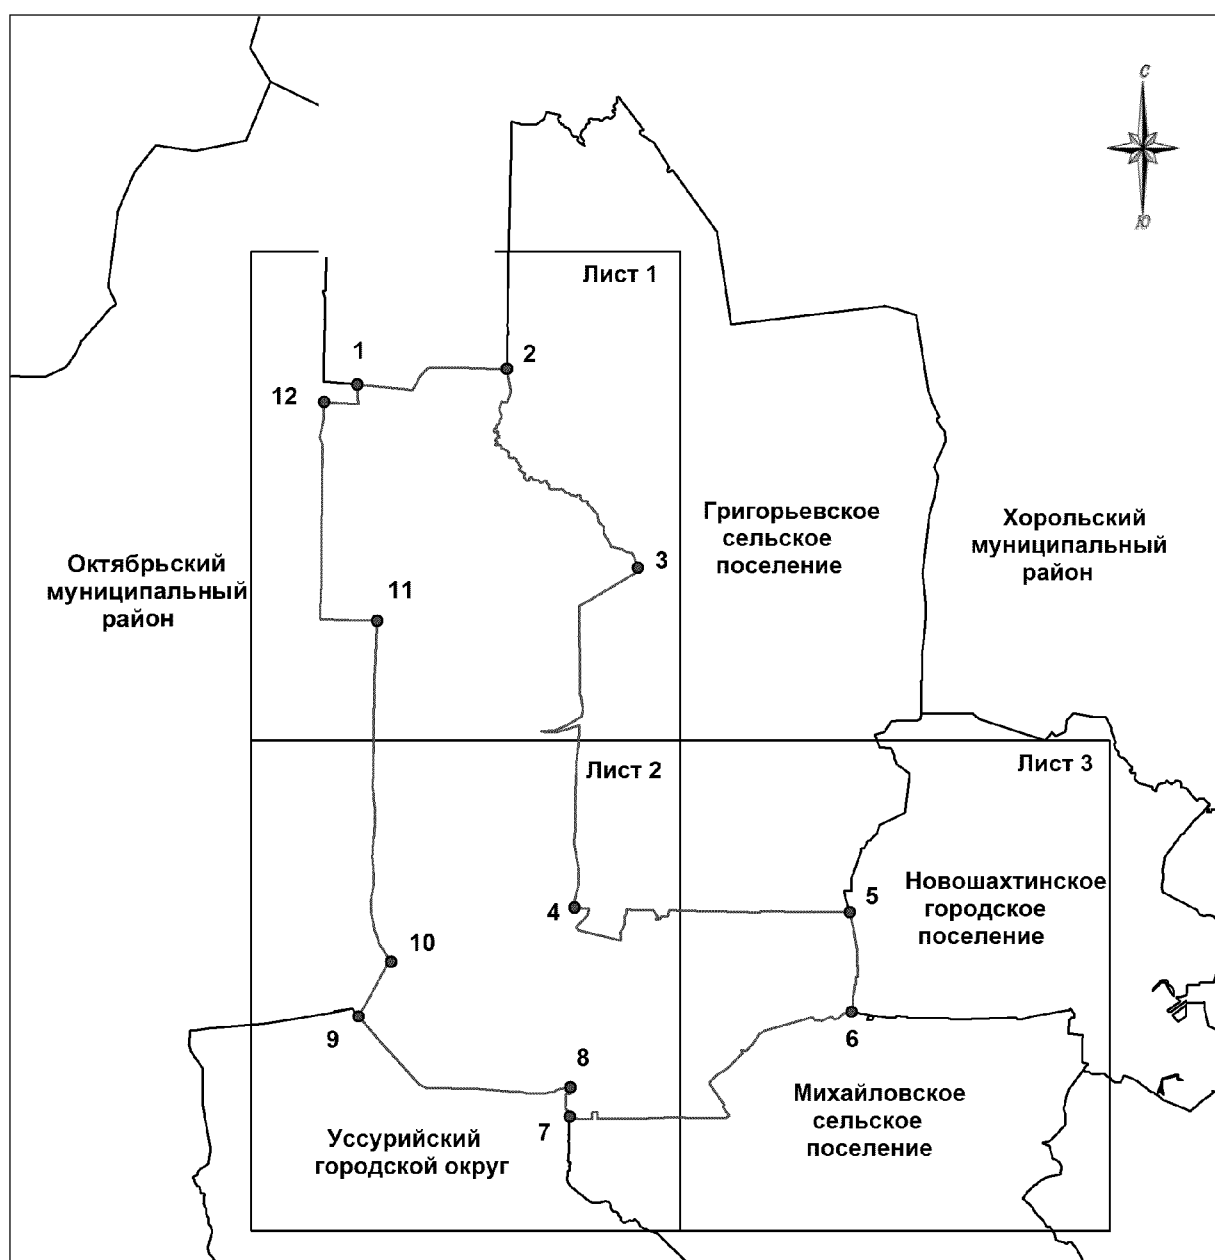 С
Ю
Лист 1
1
2
12
Григорьевское
сельское
поселение
Хорольский
муниципальный
район
3
Октябрьский
муниципальный
район
11
Лист 2
Лист 3
4
5
Новошахтинское
городское
поселение
10
9
6
8
Михайловское
сельское
поселение
7
Уссурийский
городской округ